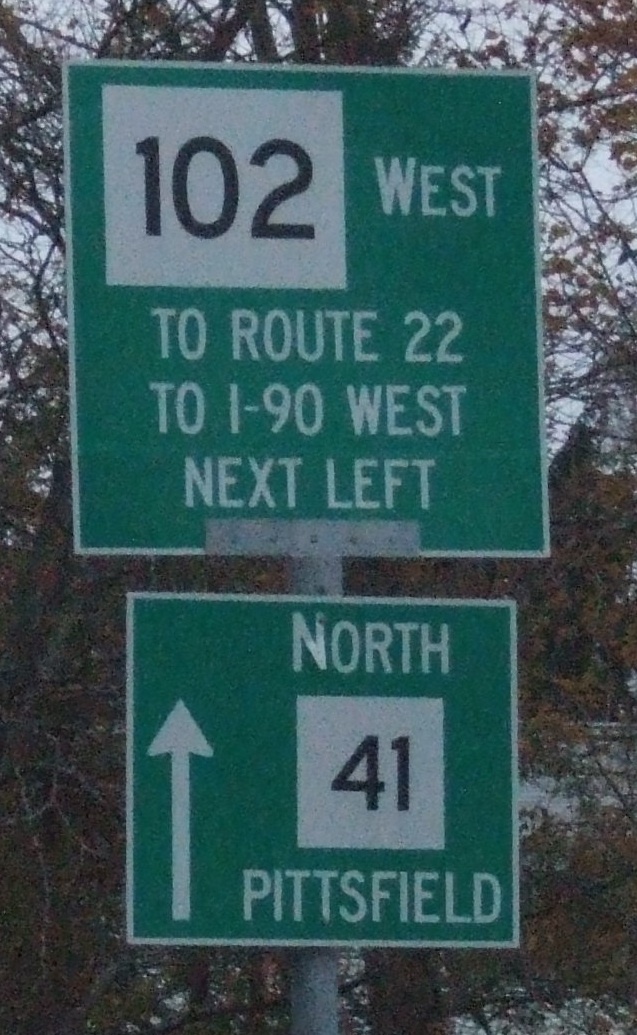 102 WEST
TO ROUTE 22
TO I-90 WEST
NEXT LEFT
NORTH
41
PITTSFIELD